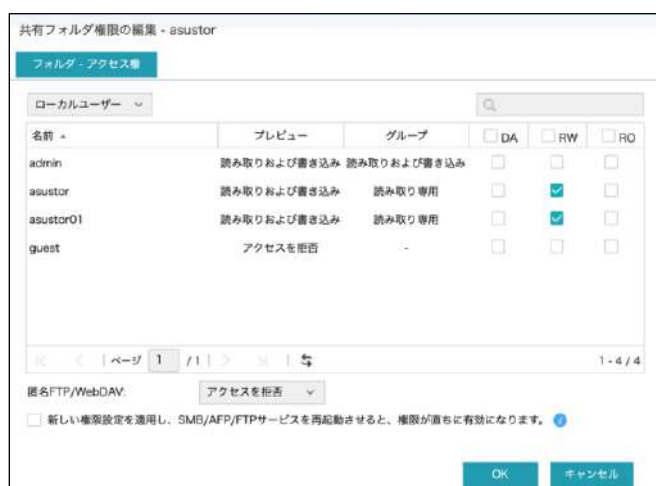 共有フォルダ権限の編集 - asustor
フォルダ - アクセス権
ローカルユーザー
名前 プレビュー グループ DA RW RO
admin 読み取りおよび書き込み 読み取りおよび書き込み
asustor 読み取りおよび書き込み 読み取り専用
asustor01 読み取りおよび書き込み 読み取り専用
guest アクセスを拒否 -
ページ 1 / 1 1 - 4 / 4
匿名FTP/WebDAV: アクセスを拒否
新しい権限設定を適用し、SMB/AFP/FTPサービスを再起動させると、権限が直ちに有効になります。
OK キャンセル